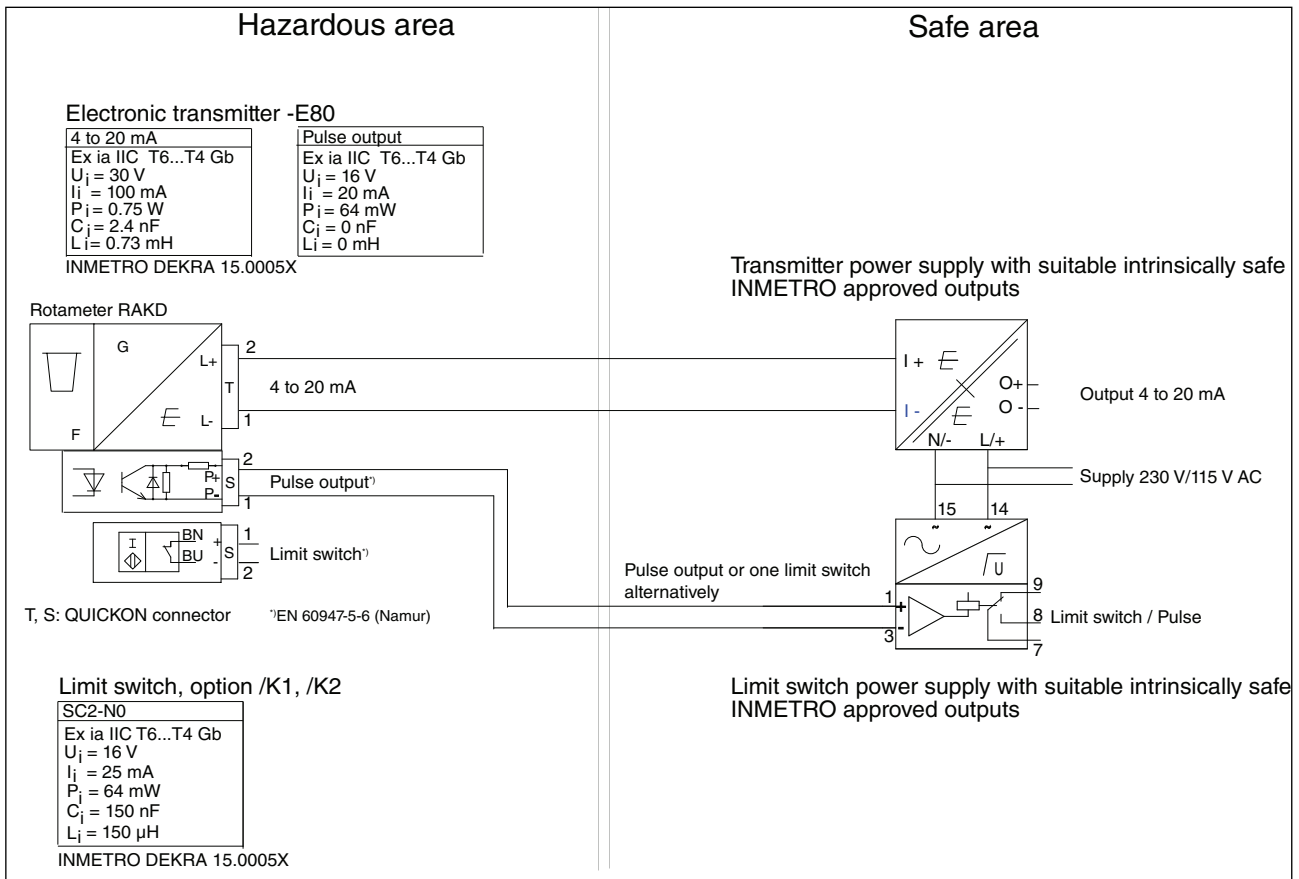 Hazardous area
Safe area
Electronic transmitter -E80
4 to 20 mA
Ex ia IIC T6...T4 Gb
Ui = 30 V
Ii = 100 mA
Pi = 0.75 W
Ci = 2.4 nF
Li = 0.73 mH
INMETRO DEKRA 15.0005X
Pulse output
Ex ia IIC T6...T4 Gb
Ui = 16 V
Ii = 20 mA
Pi = 64 mW
Ci = 0 nF
Li = 0 mH
Transmitter power supply with suitable intrinsically safe
INMETRO approved outputs
Rotameter RAKD
G
F
E
L+
L-
T
2
1
4 to 20 mA
I +
I -
E
E
O+
O -
N/-
L/+
Output 4 to 20 mA
Supply 230 V/115 V AC
P+
P-
S
2
1
Pulse output*)
I
BN
BU
+
-
S
1
2
Limit switch*)
15
14
~
~
U
Pulse output or one limit switch
alternatively
1
+
3
-
9
8
7
Limit switch / Pulse
T, S: QUICKON connector
*)EN 60947-5-6 (Namur)
Limit switch, option /K1, /K2
SC2-N0
Ex ia IIC T6...T4 Gb
Ui = 16 V
Ii = 25 mA
Pi = 64 mW
Ci = 150 nF
Li = 150 µH
INMETRO DEKRA 15.0005X
Limit switch power supply with suitable intrinsically safe
INMETRO approved outputs